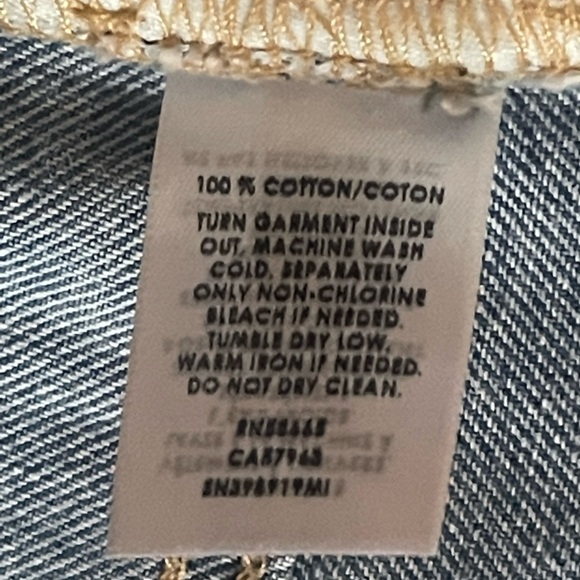 100 % COTTON/COTON
TURN GARMENT INSIDE
OUT, MACHINE WASH
COLD, SEPARATELY
ONLY NON-CHLORINE
BLEACH IF NEEDED.
TUMBLE DRY LOW,
WARM IRON IF NEEDED.
DO NOT DRY CLEAN.